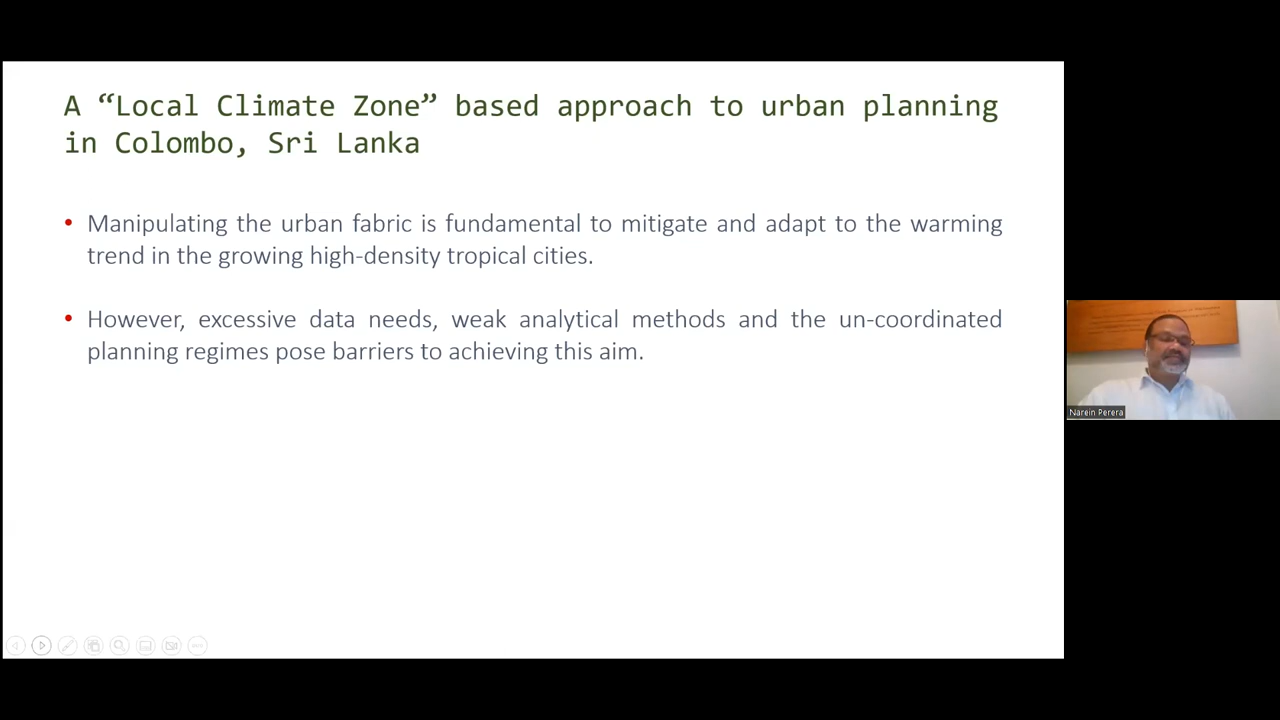 A “Local Climate Zone” based approach to urban planning
in Colombo, Sri Lanka
• Manipulating the urban fabric is fundamental to mitigate and adapt to the warming
trend in the growing high-density tropical cities.
• However, excessive data needs, weak analytical methods and the un-coordinated
planning regimes pose barriers to achieving this aim.
Narein Perera